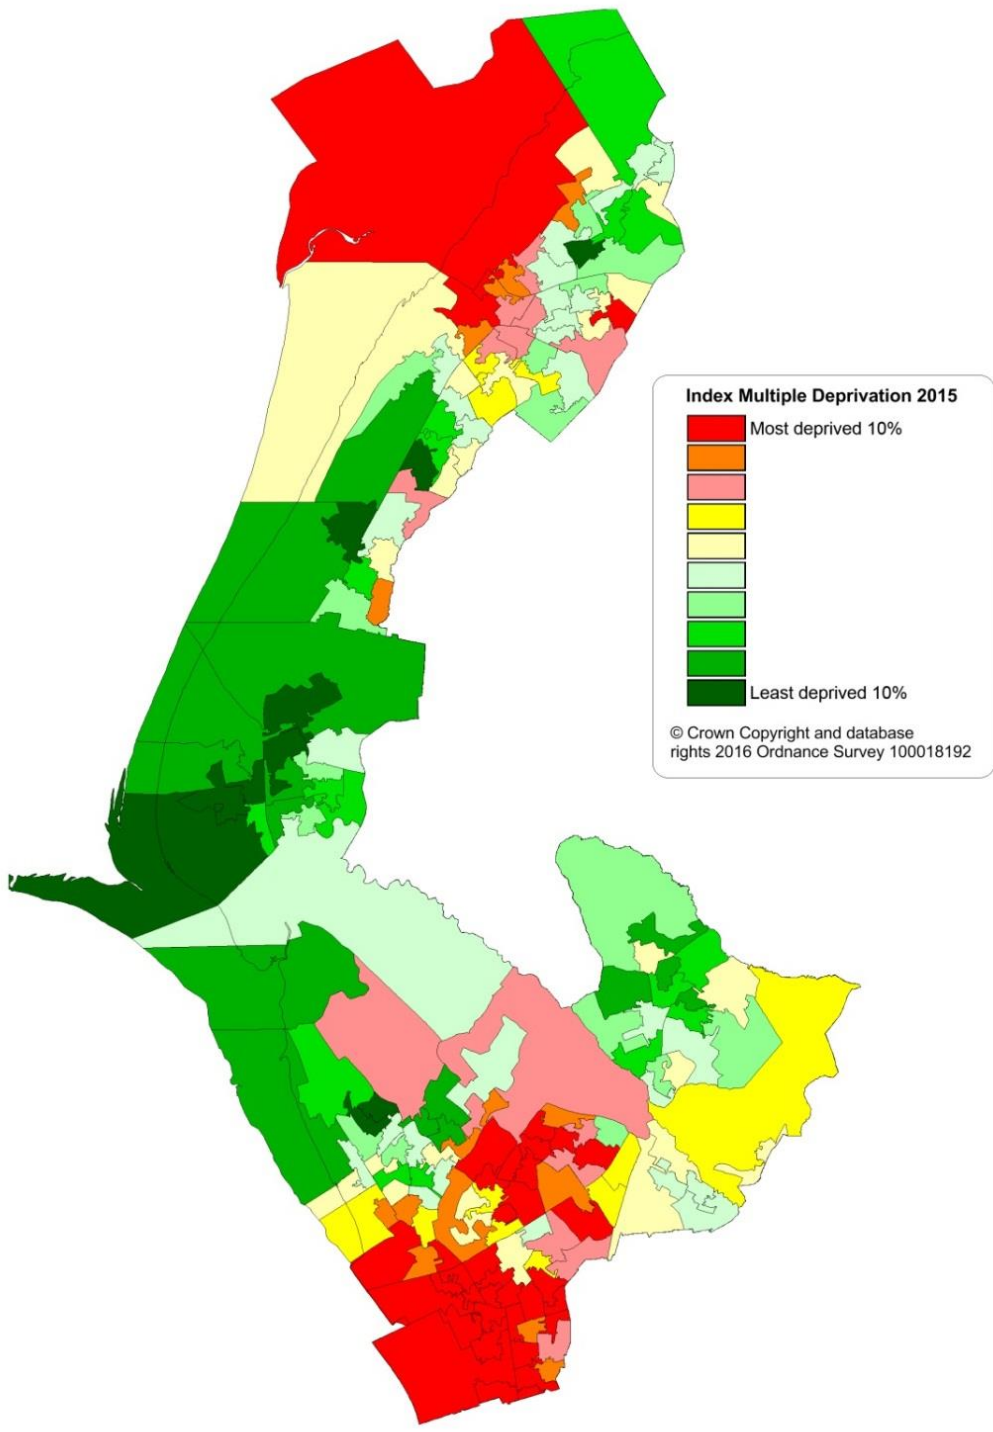 Index Multiple Deprivation 2015
Most deprived 10%
Least deprived 10%
© Crown Copyright and database
rights 2016 Ordnance Survey 100018192